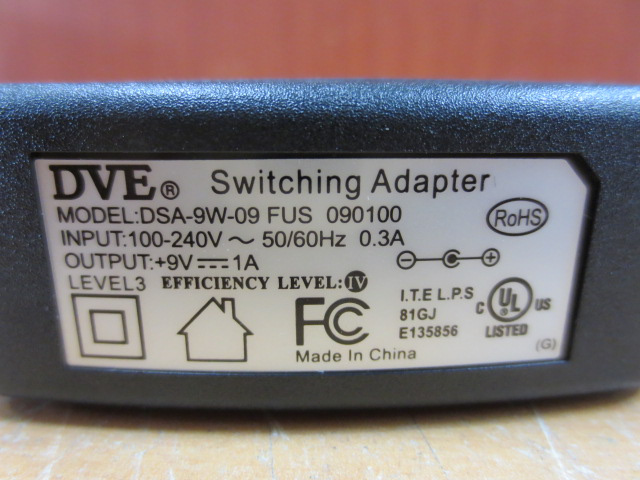 DVE® Switching Adapter
MODEL:DSA-9W-09 FUS 090100
INPUT:100-240V ~ 50/60Hz 0.3A
OUTPUT:+9V⎓1A
LEVEL3 EFFICIENCY LEVEL:IV
RoHS
I.T.E L.P.S
81GJ
E135856
C UL® US
LISTED
FC
Made In China
(G)